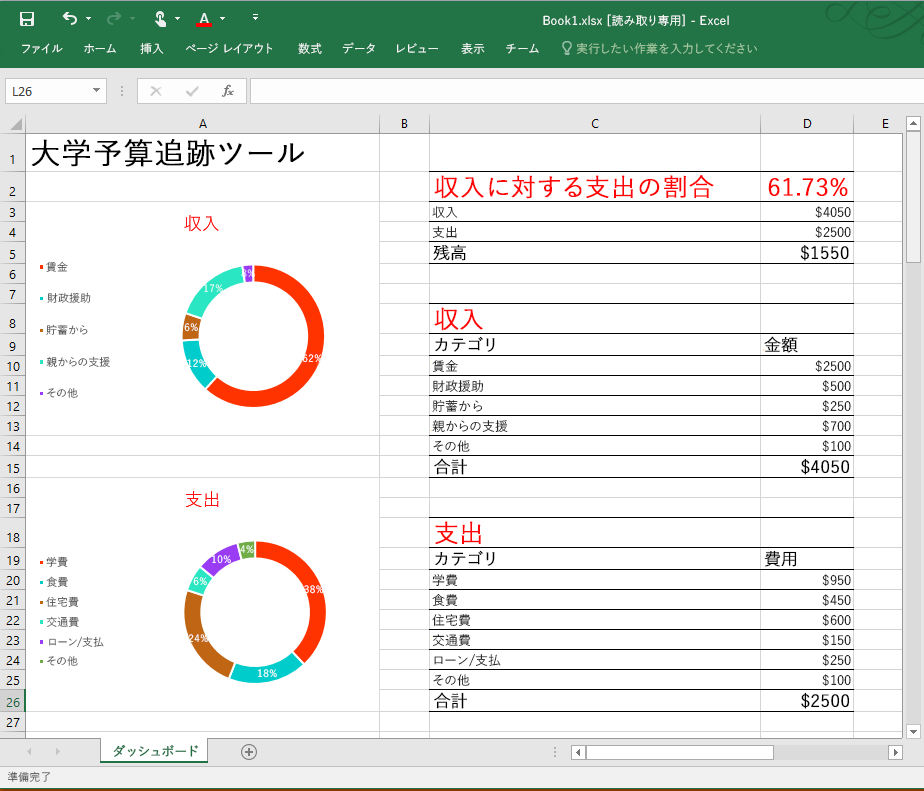 Book1.xlsx [読み取り専用] - Excel
ファイル ホーム 挿入 ページ レイアウト 数式 データ レビュー 表示 チーム 実行したい作業を入力してください
L26 fx
A B C D E
1 大学予算追跡ツール
2 収入に対する支出の割合 61.73%
3 収入 $4050
4 支出 $2500
5 残高 $1550
6
7
8 収入
9 カテゴリ 金額
10 賃金 $2500
11 財政援助 $500
12 貯蓄から $250
13 親からの支援 $700
14 その他 $100
15 合計 $4050
16
17
18 支出
19 カテゴリ 費用
20 学費 $950
21 食費 $450
22 住宅費 $600
23 交通費 $150
24 ローン/支払 $250
25 その他 $100
26 合計 $2500
27
収入
賃金
財政援助
貯蓄から
親からの支援
その他
62%
12%
6%
17%
支出
学費
食費
住宅費
交通費
ローン/支払
その他
38%
18%
24%
6%
10%
4%
ダッシュボード
準備完了